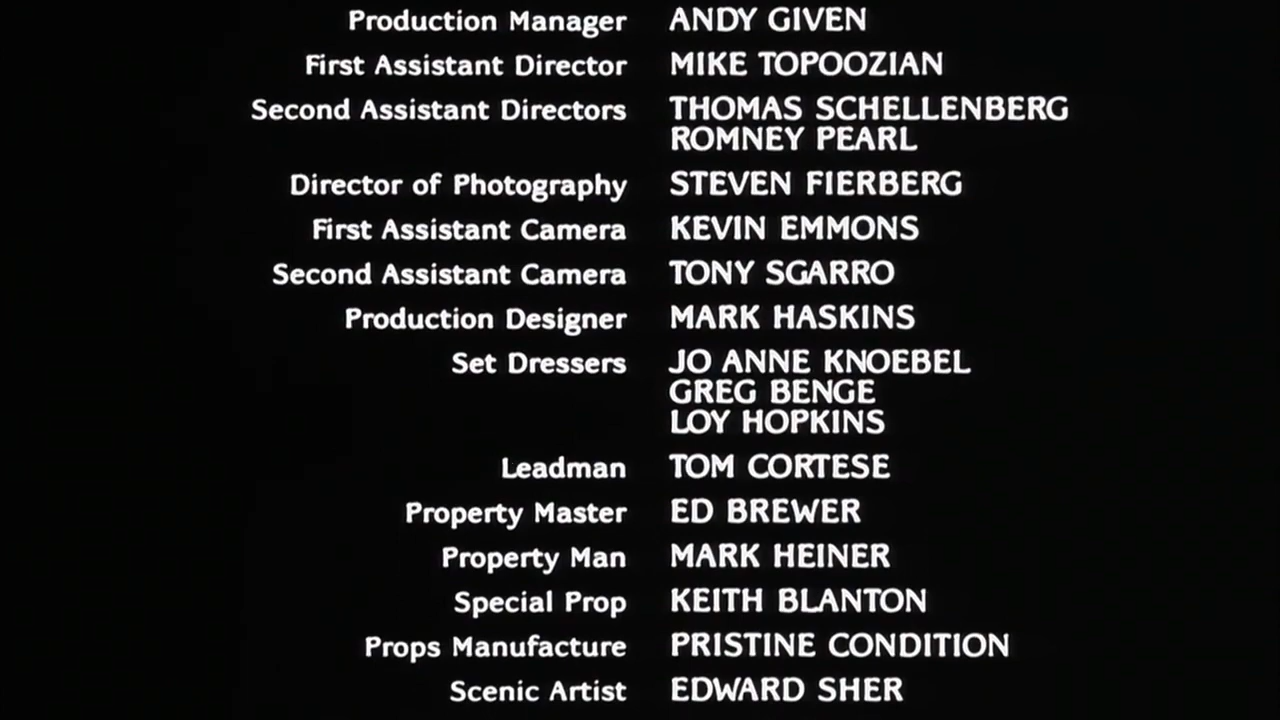 Production Manager ANDY GIVEN
First Assistant Director MIKE TOPOOZIAN
Second Assistant Directors THOMAS SCHELLENBERG
ROMNEY PEARL
Director of Photography STEVEN FIERBERG
First Assistant Camera KEVIN EMMONS
Second Assistant Camera TONY SGARRO
Production Designer MARK HASKINS
Set Dressers JO ANNE KNOEBEL
GREG BENGE
LOY HOPKINS
Leadman TOM CORTESE
Property Master ED BREWER
Property Man MARK HEINER
Special Prop KEITH BLANTON
Props Manufacture PRISTINE CONDITION
Scenic Artist EDWARD SHER